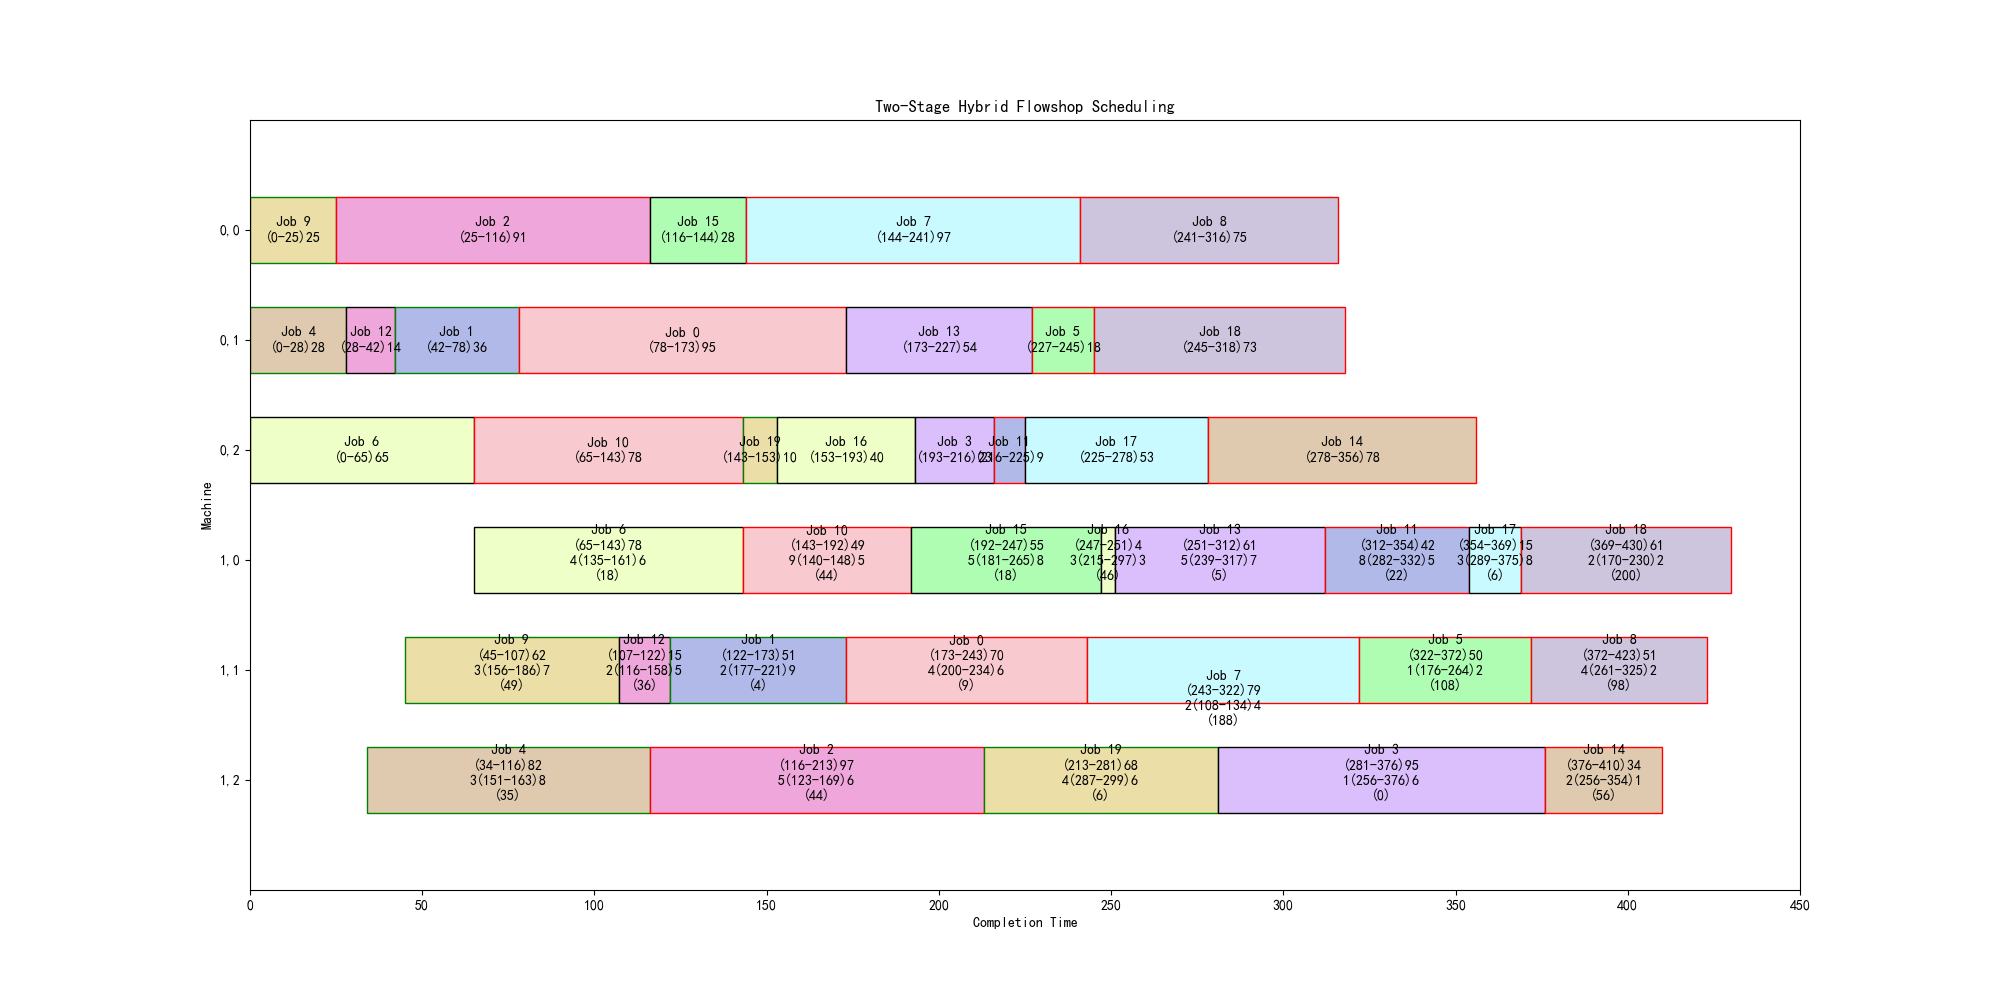 Two-Stage Hybrid Flowshop Scheduling
Machine
0,0
Job 9
(0-25)25
Job 2
(25-116)91
Job 15
(116-144)28
Job 7
(144-241)97
Job 8
(241-316)75
0,1
Job 4
(0-28)28
Job 12
(28-42)14
Job 1
(42-78)36
Job 0
(78-173)95
Job 13
(173-227)54
Job 5
(227-245)18
Job 18
(245-318)73
0,2
Job 6
(0-65)65
Job 10
(65-143)78
Job 19
(143-153)10
Job 16
(153-193)40
Job 3
(193-216)23
Job 11
(216-225)9
Job 17
(225-278)53
Job 14
(278-356)78
1,0
Job 6
(65-143)78
4(135-161)6
(18)
Job 10
(143-192)49
9(140-148)5
(44)
Job 15
(192-247)55
5(181-265)8
(18)
Job 16
(247-251)4
3(215-297)3
(46)
Job 13
(251-312)61
5(239-317)7
(5)
Job 11
(312-354)42
8(282-332)5
(22)
Job 17
(354-369)15
3(289-375)8
(6)
Job 18
(369-430)61
2(170-230)2
(200)
1,1
Job 9
(45-107)62
3(156-186)7
(49)
Job 12
(107-122)15
2(116-158)5
(36)
Job 1
(122-173)51
2(177-221)9
(4)
Job 0
(173-243)70
4(200-234)6
(9)
Job 7
(243-322)79
2(108-134)4
(188)
Job 5
(322-372)50
1(176-264)2
(108)
Job 8
(372-423)51
4(261-325)2
(98)
1,2
Job 4
(34-116)82
3(151-163)8
(35)
Job 2
(116-213)97
5(123-169)6
(44)
Job 19
(213-281)68
4(287-299)6
(6)
Job 3
(281-376)95
1(256-376)6
(0)
Job 14
(376-410)34
2(256-354)1
(56)
0 50 100 150 200 250 300 350 400 450
Completion Time